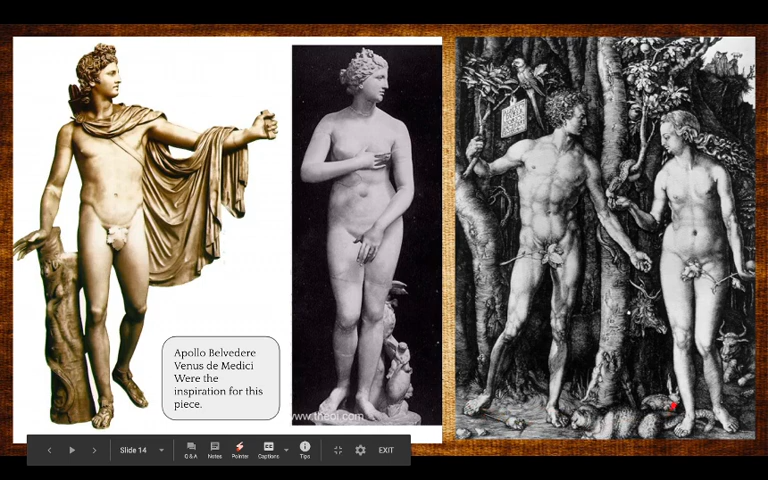 Apollo Belvedere
Venus de Medici
Were the
inspiration for this
piece.
www.theoi.com
Slide 14
Q&A
Notes
Pointer
CC
Captions
Tips
EXIT